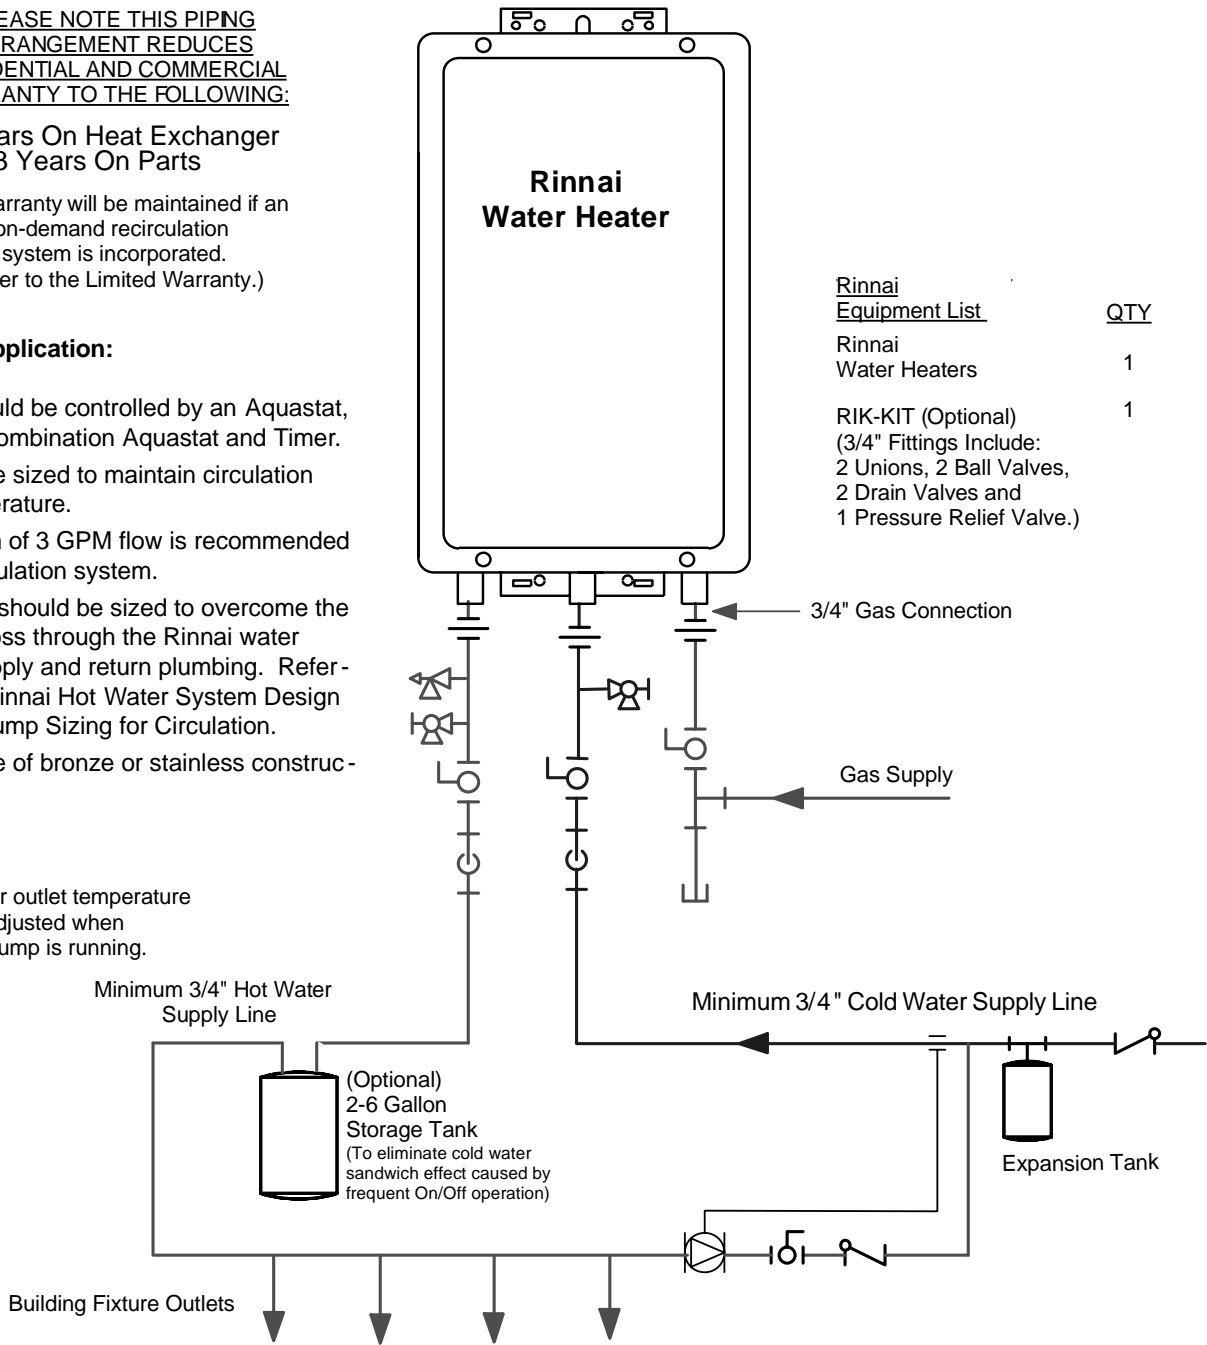 EASE NOTE THIS PIPING
RANGEMENT REDUCES
DENTIAL AND COMMERCIAL
ANTY TO THE FOLLOWING:
ars On Heat Exchanger
3 Years On Parts
arranty will be maintained if an
on-demand recirculation
system is incorporated.
er to the Limited Warranty.)
pplication:
uld be controlled by an Aquastat,
ombination Aquastat and Timer.
e sized to maintain circulation
erature.
n of 3 GPM flow is recommended
ulation system.
should be sized to overcome the
oss through the Rinnai water
pply and return plumbing. Refer-
innai Hot Water System Design
ump Sizing for Circulation.
e of bronze or stainless construc-
r outlet temperature
djusted when
ump is running.
Rinnai
Water Heater
Rinnai
Equipment List QTY
Rinnai
Water Heaters 1
RIK-KIT (Optional) 1
(3/4" Fittings Include:
2 Unions, 2 Ball Valves,
2 Drain Valves and
1 Pressure Relief Valve.)
3/4" Gas Connection
Gas Supply
Minimum 3/4" Hot Water
Supply Line
Minimum 3/4" Cold Water Supply Line
(Optional)
2-6 Gallon
Storage Tank
(To eliminate cold water
sandwich effect caused by
frequent On/Off operation)
Expansion Tank
Building Fixture Outlets